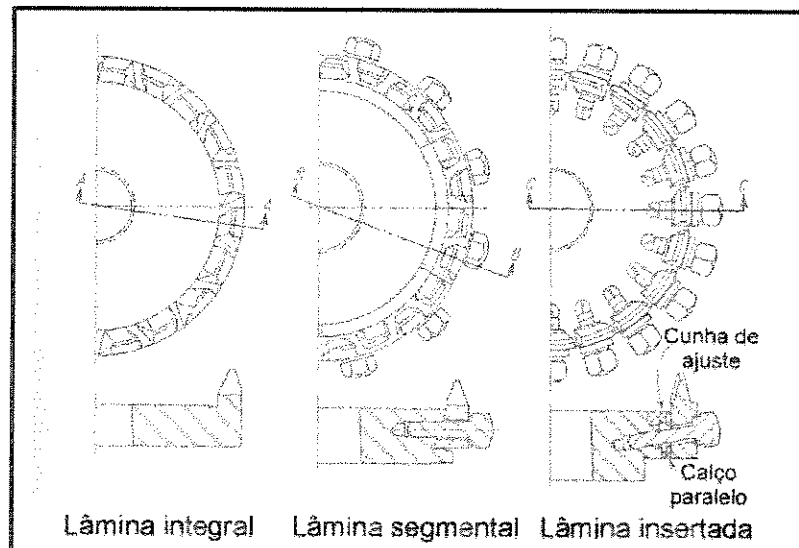 Cunha de
ajuste
Calço
paralelo
Lâmina integral
Lâmina segmental
Lâmina insertada